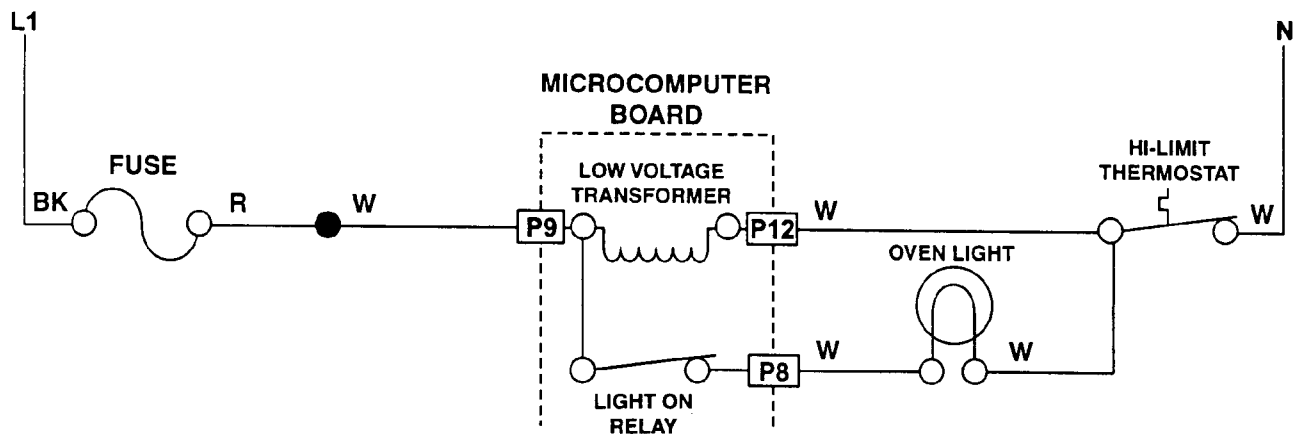 L1
N
MICROCOMPUTER
BOARD
HI-LIMIT
THERMOSTAT
FUSE
LOW VOLTAGE
TRANSFORMER
BK
R
W
P9
P12
W
W
OVEN LIGHT
P8
W
W
LIGHT ON
RELAY